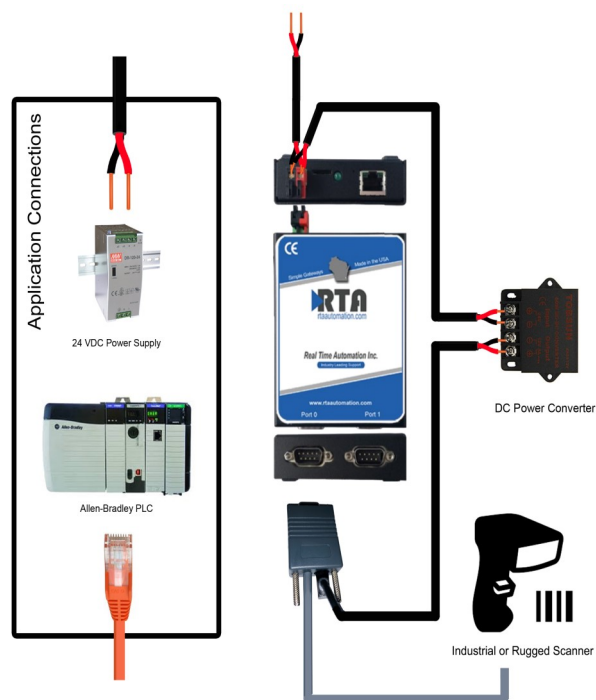 Application Connections
24 VDC Power Supply
Allen-Bradley
Allen-Bradley PLC
CE
Simple Gateways
Made in the USA
RTA
rtaautomation.com
Real Time Automation Inc.
Industry Leading Support
www.rtaautomation.com
Port 0
Port 1
DC Power Converter
Industrial or Rugged Scanner